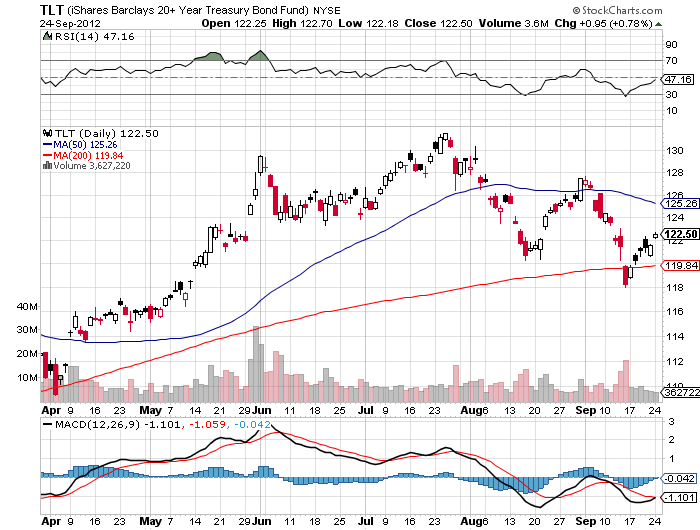 TLT (iShares Barclays 20+ Year Treasury Bond Fund) NYSE © StockCharts.com
24-Sep-2012 Open 122.25 High 122.70 Low 122.18 Close 122.50 Volume 3.6M Chg +0.95 (+0.78%)
RSI(14) 47.16
90
70
47.16
30
10
TLT (Daily) 122.50
MA(50) 125.26
MA(200) 119.84
Volume 3,627,220
130
128
126
125.26
124
122.50
122
119.84
118
116
114
112
110
3627220
40M
30M
20M
10M
Apr 9 16 23 May 7 14 21 Jun 11 18 25 Jul 9 16 23 Aug 6 13 20 27 Sep 10 17 24
MACD(12,26,9) -1.101, -1.059, -0.042
3
2
1
-0.042
-1.101
Apr 9 16 23 May 7 14 21 Jun 11 18 25 Jul 9 16 23 Aug 6 13 20 27 Sep 10 17 24